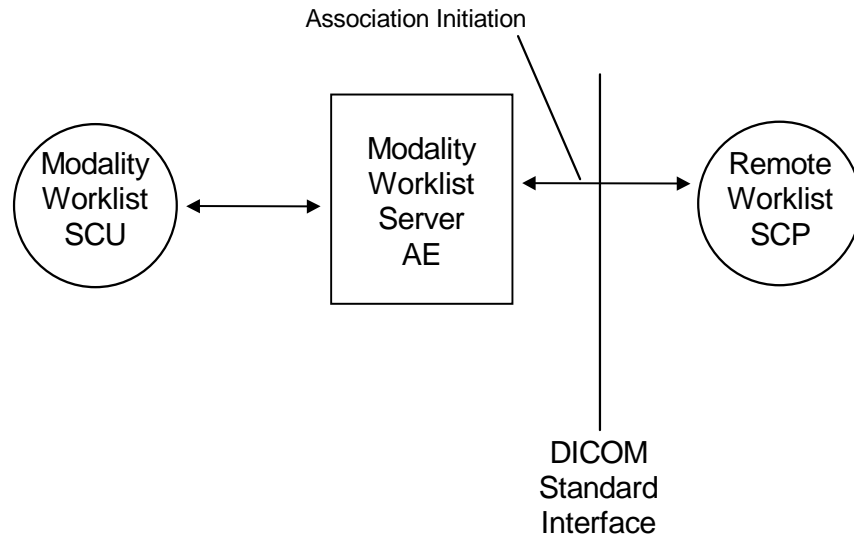 Association Initiation
Modality
Worklist
SCU
Modality
Worklist
Server
AE
Remote
Worklist
SCP
DICOM
Standard
Interface